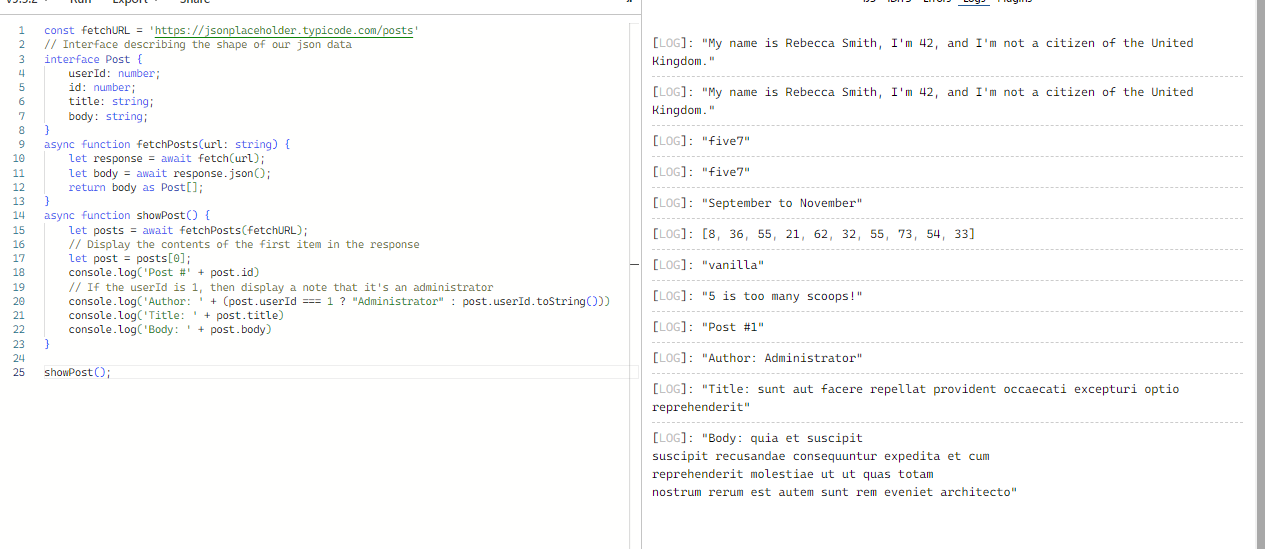 Run
Export
Share
Errors
Logs
Plugins
1 const fetchURL = 'https://jsonplaceholder.typicode.com/posts'
2 // Interface describing the shape of our json data
3 interface Post {
4     userId: number;
5     id: number;
6     title: string;
7     body: string;
8 }
9 async function fetchPosts(url: string) {
10     let response = await fetch(url);
11     let body = await response.json();
12     return body as Post[];
13 }
14 async function showPost() {
15     let posts = await fetchPosts(fetchURL);
16     // Display the contents of the first item in the response
17     let post = posts[0];
18     console.log('Post #' + post.id)
19     // If the userId is 1, then display a note that it's an administrator
20     console.log('Author: ' + (post.userId === 1 ? "Administrator" : post.userId.toString()))
21     console.log('Title: ' + post.title)
22     console.log('Body: ' + post.body)
23 }
24
25 showPost();
[LOG]: "My name is Rebecca Smith, I'm 42, and I'm not a citizen of the United
Kingdom."
[LOG]: "My name is Rebecca Smith, I'm 42, and I'm not a citizen of the United
Kingdom."
[LOG]: "five7"
[LOG]: "five7"
[LOG]: "September to November"
[LOG]: [8, 36, 55, 21, 62, 32, 55, 73, 54, 33]
[LOG]: "vanilla"
[LOG]: "5 is too many scoops!"
[LOG]: "Post #1"
[LOG]: "Author: Administrator"
[LOG]: "Title: sunt aut facere repellat provident occaecati excepturi optio
reprehenderit"
[LOG]: "Body: quia et suscipit
suscipit recusandae consequuntur expedita et cum
reprehenderit molestiae ut ut quas totam
nostrum rerum est autem sunt rem eveniet architecto"